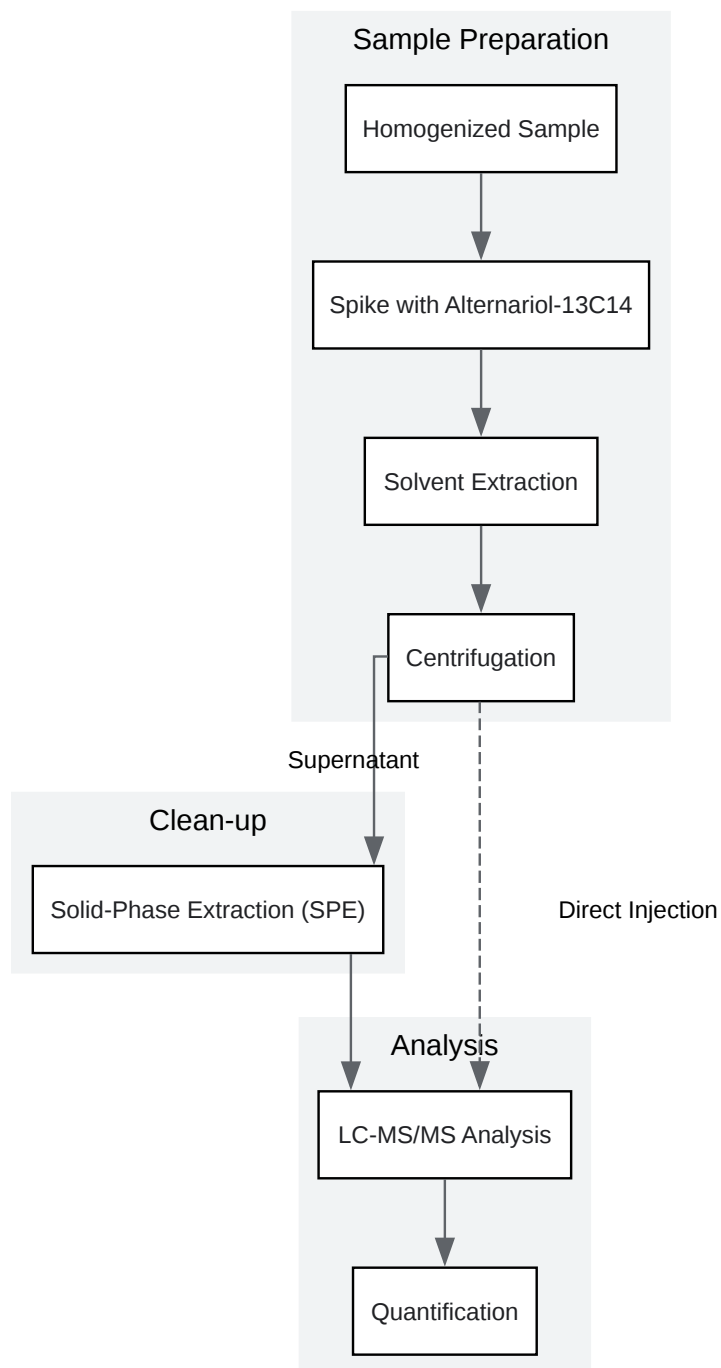 Sample Preparation
Homogenized Sample
Spike with Alternariol-13C14
Solvent Extraction
Centrifugation
Supernatant
Clean-up
Solid-Phase Extraction (SPE)
Direct Injection
Analysis
LC-MS/MS Analysis
Quantification